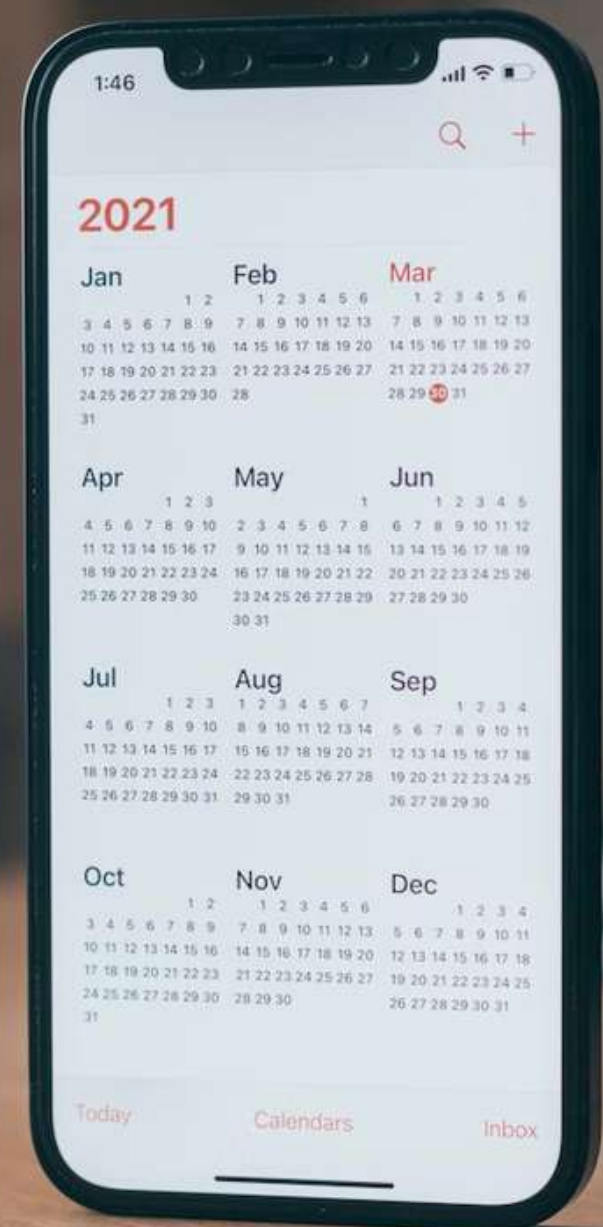 1:46
2021
Jan Feb Mar
1 2 1 2 3 4 5 6 1 2 3 4 5 6
3 4 5 6 7 8 9 7 8 9 10 11 12 13 7 8 9 10 11 12 13
10 11 12 13 14 15 16 14 15 16 17 18 19 20 14 15 16 17 18 19 20
17 18 19 20 21 22 23 21 22 23 24 25 26 27 21 22 23 24 25 26 27
24 25 26 27 28 29 30 28 28 29 30 31
31
Apr May Jun
1 2 3 1 1 2 3 4 5
4 5 6 7 8 9 10 2 3 4 5 6 7 8 6 7 8 9 10 11 12
11 12 13 14 15 16 17 9 10 11 12 13 14 15 13 14 15 16 17 18 19
18 19 20 21 22 23 24 16 17 18 19 20 21 22 20 21 22 23 24 25 26
25 26 27 28 29 30 23 24 25 26 27 28 29 27 28 29 30
30 31
Jul Aug Sep
1 2 3 1 2 3 4 5 6 7 1 2 3 4
4 5 6 7 8 9 10 8 9 10 11 12 13 14 5 6 7 8 9 10 11
11 12 13 14 15 16 17 15 16 17 18 19 20 21 12 13 14 15 16 17 18
18 19 20 21 22 23 24 22 23 24 25 26 27 28 19 20 21 22 23 24 25
25 26 27 28 29 30 31 29 30 31 26 27 28 29 30
Oct Nov Dec
1 2 1 2 3 4 5 6 1 2 3 4
3 4 5 6 7 8 9 7 8 9 10 11 12 13 5 6 7 8 9 10 11
10 11 12 13 14 15 16 14 15 16 17 18 19 20 12 13 14 15 16 17 18
17 18 19 20 21 22 23 21 22 23 24 25 26 27 19 20 21 22 23 24 25
24 25 26 27 28 29 30 28 29 30 26 27 28 29 30 31
31
Today Calendars Inbox